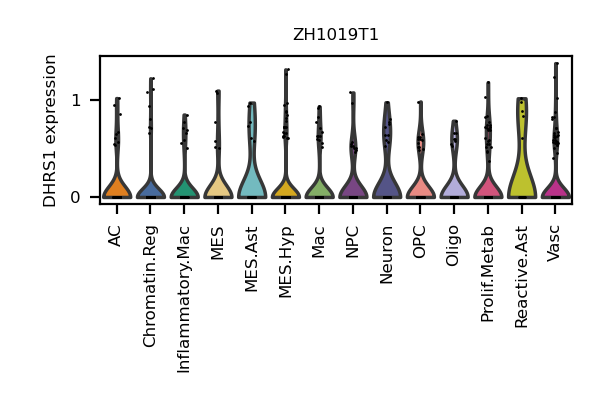 ZH1019T1
DHRS1 expression
1
0
AC
Chromatin.Reg
Inflammatory.Mac
MES
MES.Ast
MES.Hyp
Mac
NPC
Neuron
OPC
Oligo
Prolif.Metab
Reactive.Ast
Vasc